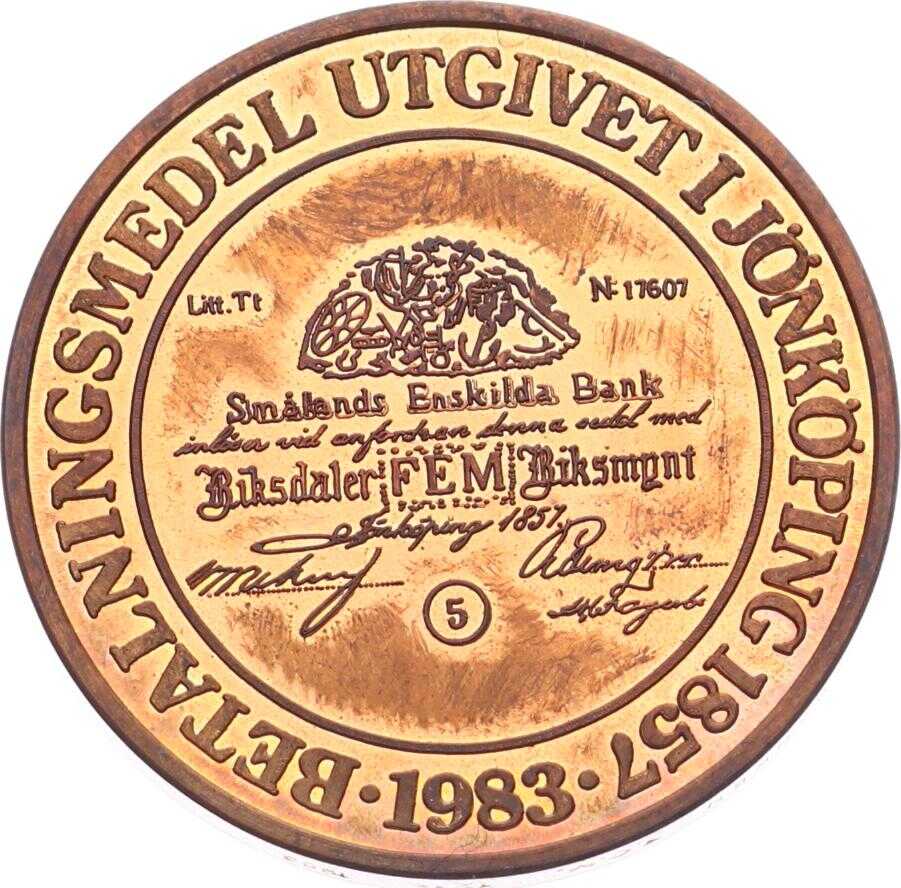 BETALNINGSMEDEL UTGIVET I JÖNKÖPING 1857
· 1983 ·
Litt. Tt
No 17607
Smålands Enskilda Bank
inlöser vid anfordran denna sedel med
Riksdaler FEM Riksmynt
Jönköping 1857.
5